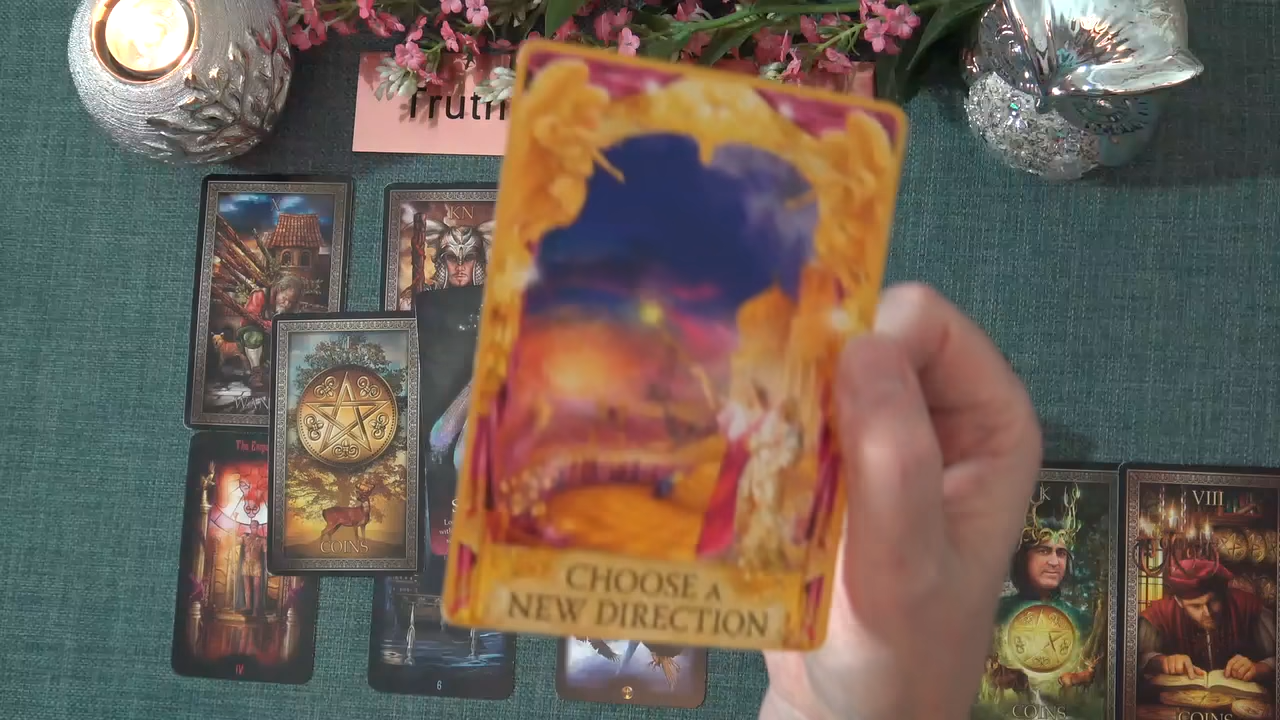 Truth
KN
The Emp
COINS
IV
6
CHOOSE A
NEW DIRECTION
K
VIII
COINS
COINS